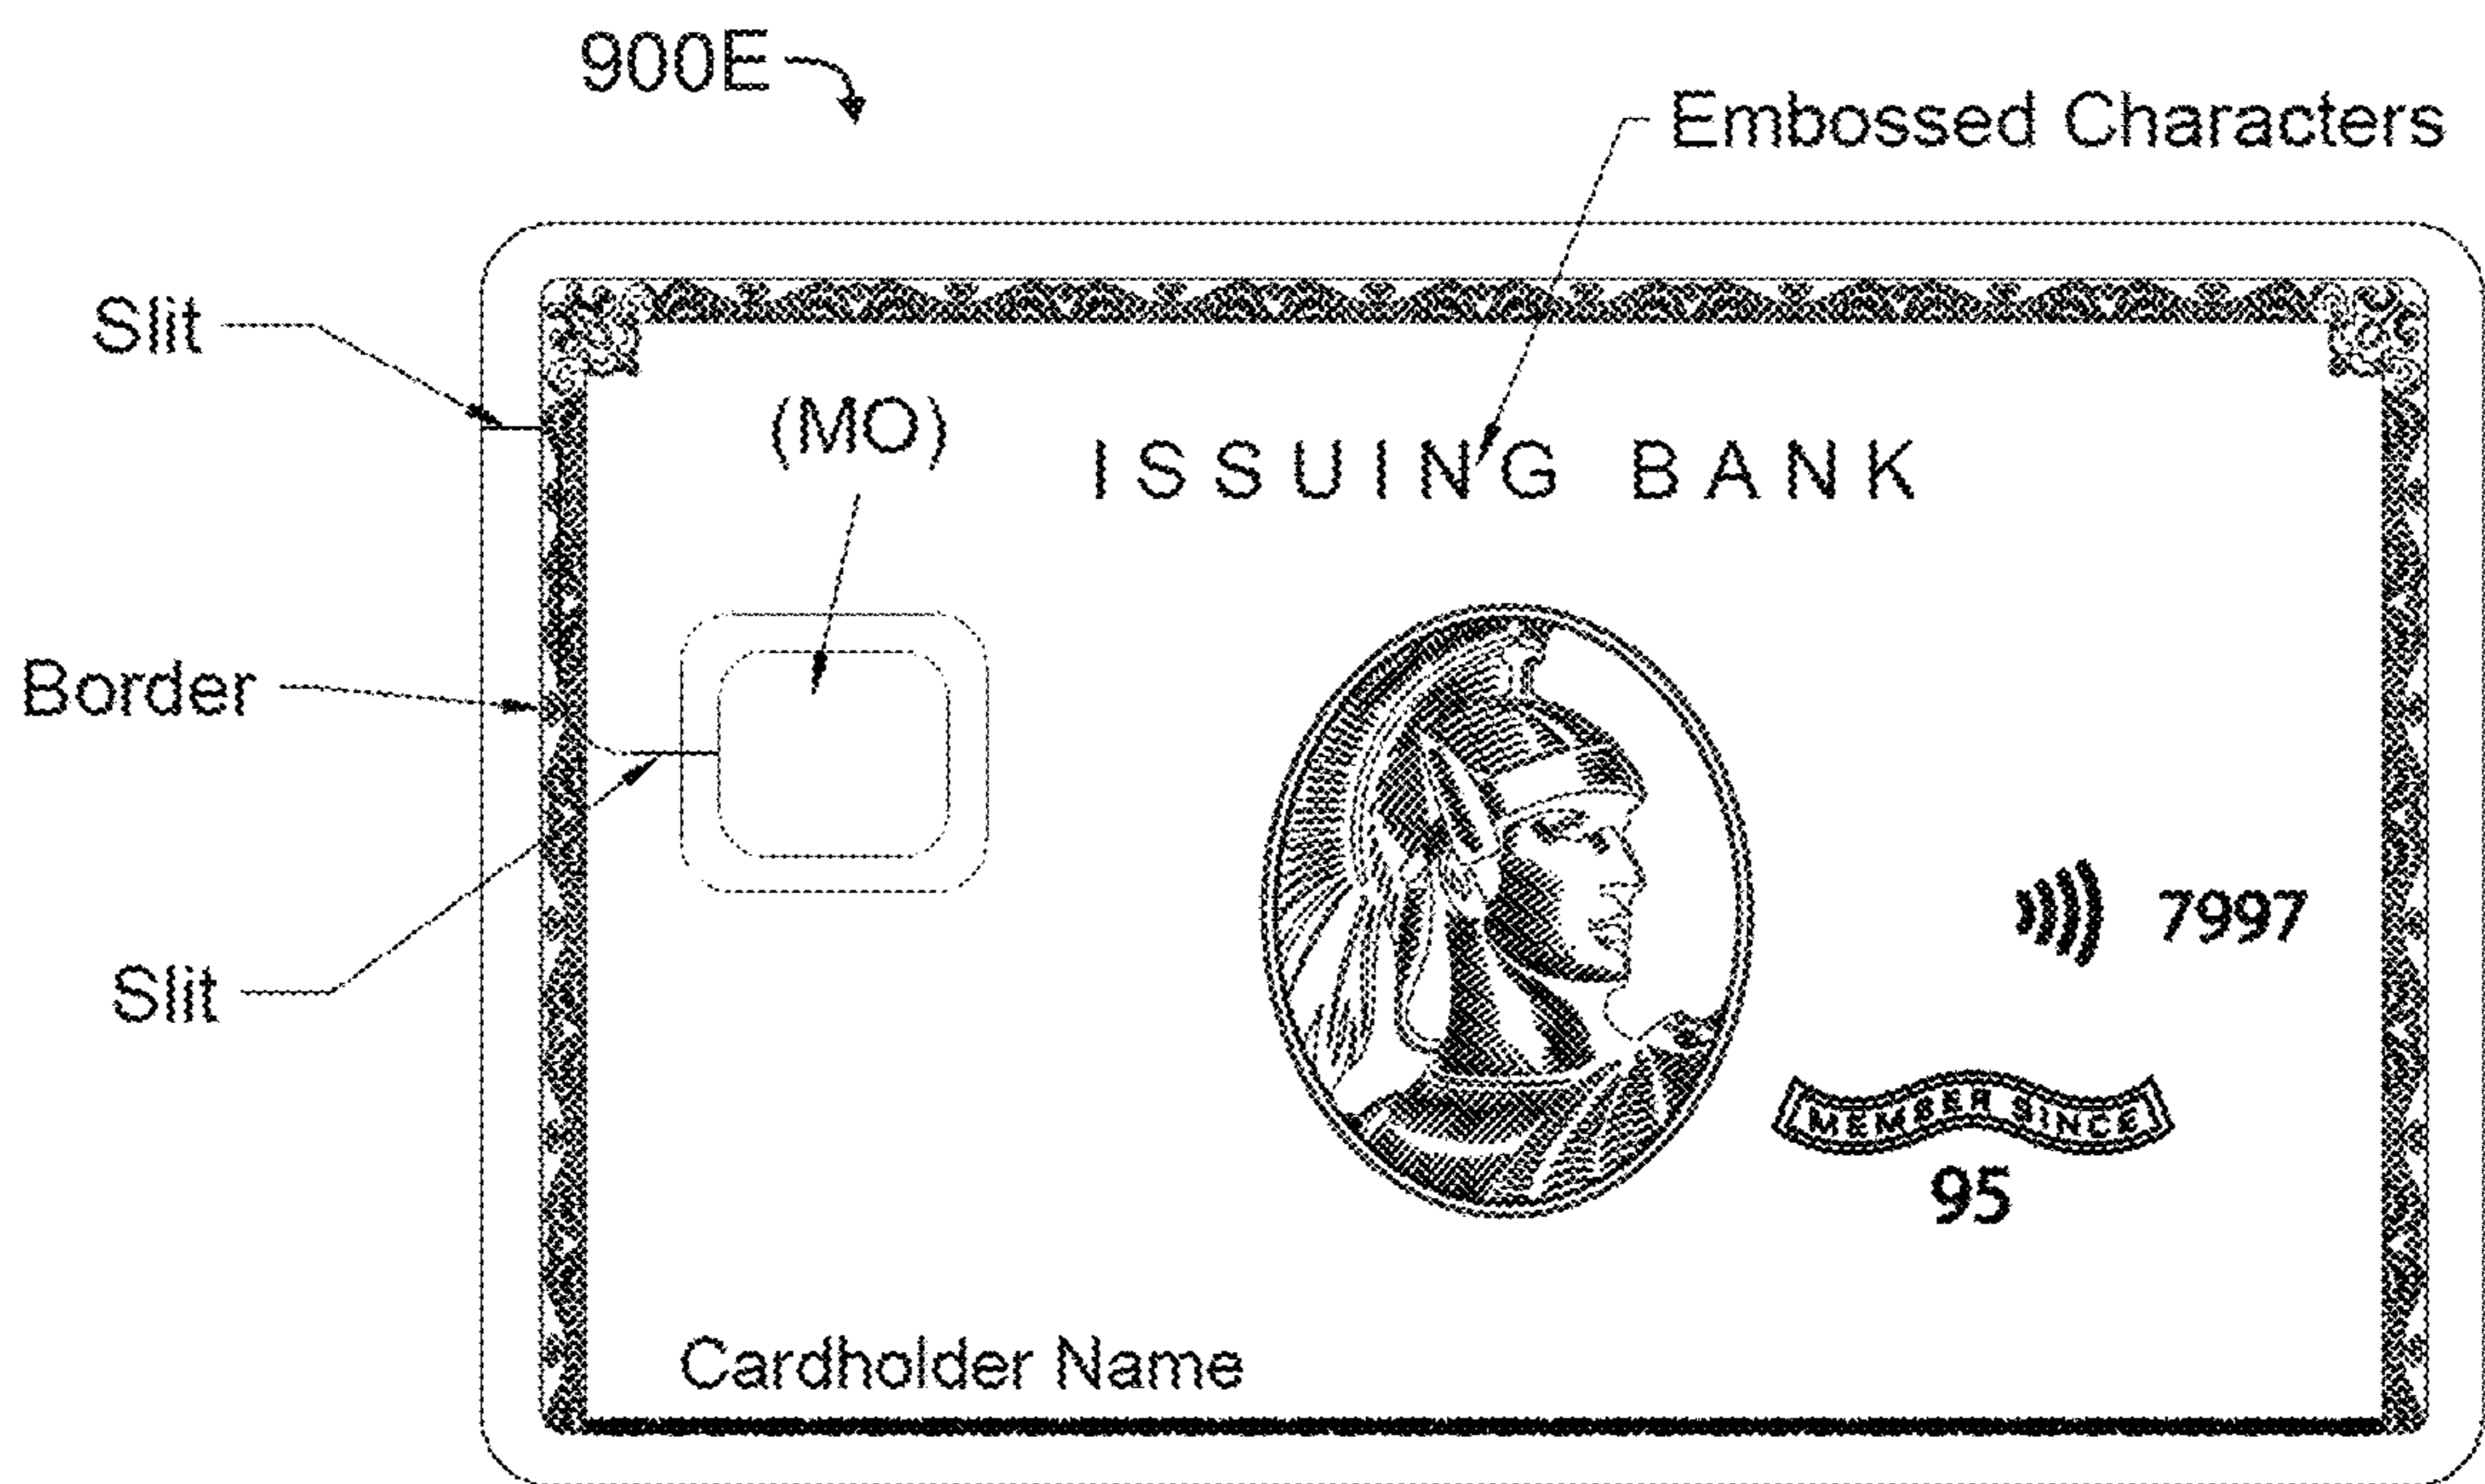 900E
Embossed Characters
Slit
(MO)
ISSUING BANK
Border
7997
Slit
MEMBER SINCE
95
Cardholder Name